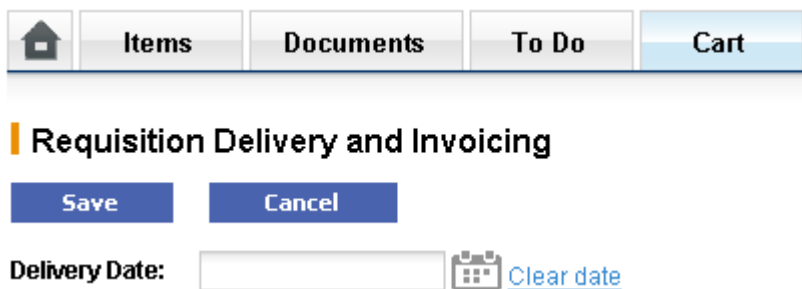 Items Documents To Do Cart
Requisition Delivery and Invoicing
Save Cancel
Delivery Date: Clear date